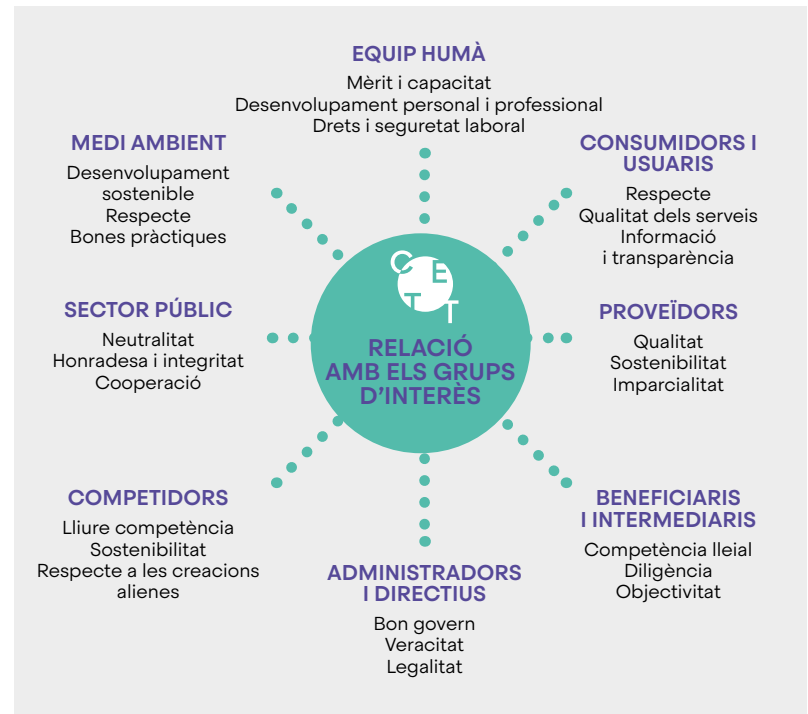 EQUIP HUMÀ
Mèrit i capacitat
Desenvolupament personal i professional
Drets i seguretat laboral
MEDI AMBIENT
Desenvolupament
sostenible
Respecte
Bones pràctiques
CONSUMIDORS I
USUARIS
Respecte
Qualitat dels serveis
Informació
i transparència
C E
T T
RELACIÓ
AMB ELS GRUPS
D'INTERÈS
SECTOR PÚBLIC
Neutralitat
Honradesa i integritat
Cooperació
PROVEÏDORS
Qualitat
Sostenibilitat
Imparcialitat
COMPETIDORS
Lliure competència
Sostenibilitat
Respecte a les creacions
alienes
ADMINISTRADORS
I DIRECTIUS
Bon govern
Veracitat
Legalitat
BENEFICIARIS
I INTERMEDIARIS
Competència lleial
Diligència
Objectivitat